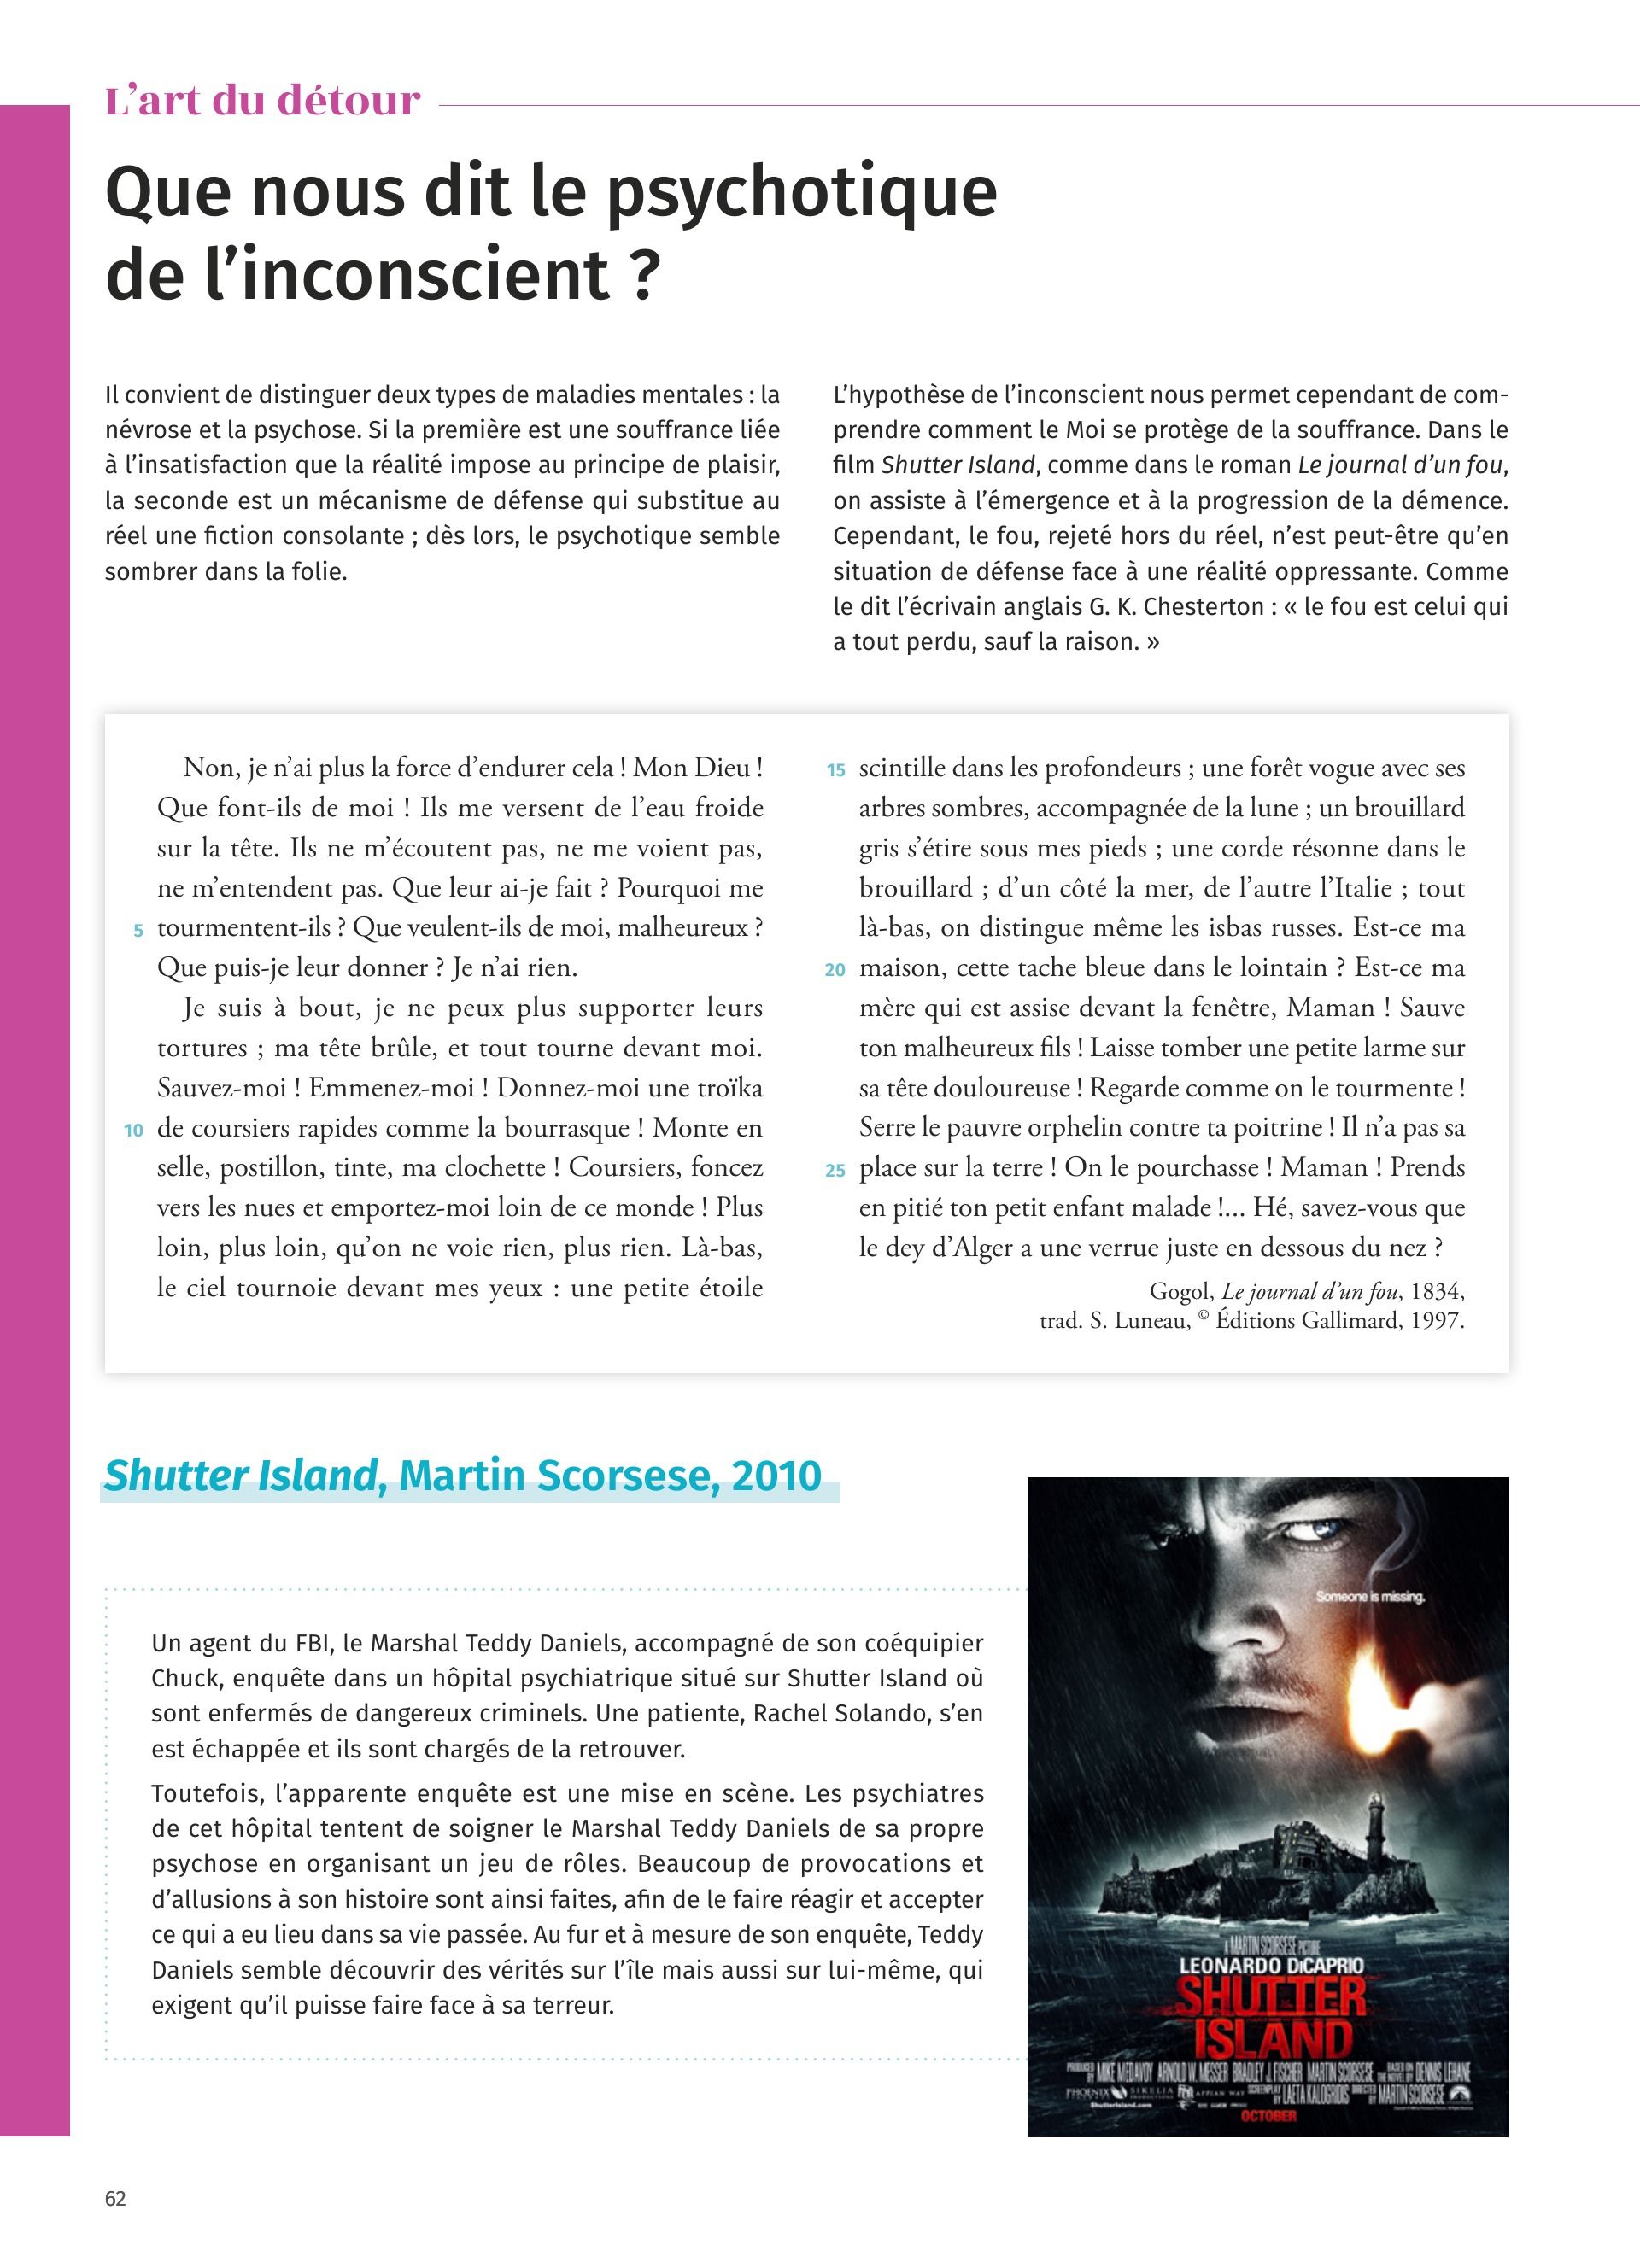 L’art du détour
Que nous dit le psychotique
de l’inconscient ?
Il convient de distinguer deux types de maladies mentales : la
névrose et la psychose. Si la première est une souffrance liée
à l’insatisfaction que la réalité impose au principe de plaisir,
la seconde est un mécanisme de défense qui substitue au
réel une fiction consolante ; dès lors, le psychotique semble
sombrer dans la folie.
L’hypothèse de l’inconscient nous permet cependant de com-
prendre comment le Moi se protège de la souffrance. Dans le
film Shutter Island, comme dans le roman Le journal d’un fou,
on assiste à l’émergence et à la progression de la démence.
Cependant, le fou, rejeté hors du réel, n’est peut-être qu’en
situation de défense face à une réalité oppressante. Comme
le dit l’écrivain anglais G. K. Chesterton : « le fou est celui qui
a tout perdu, sauf la raison. »
Non, je n’ai plus la force d’endurer cela ! Mon Dieu !
Que font-ils de moi ! Ils me versent de l’eau froide
sur la tête. Ils ne m’écoutent pas, ne me voient pas,
ne m’entendent pas. Que leur ai-je fait ? Pourquoi me
5 tourmentent-ils ? Que veulent-ils de moi, malheureux ?
Que puis-je leur donner ? Je n’ai rien.
Je suis à bout, je ne peux plus supporter leurs
tortures ; ma tête brûle, et tout tourne devant moi.
Sauvez-moi ! Emmenez-moi ! Donnez-moi une troïka
10 de coursiers rapides comme la bourrasque ! Monte en
selle, postillon, tinte, ma clochette ! Coursiers, foncez
vers les nues et emportez-moi loin de ce monde ! Plus
loin, plus loin, qu’on ne voie rien, plus rien. Là-bas,
le ciel tournoie devant mes yeux : une petite étoile
15 scintille dans les profondeurs ; une forêt vogue avec ses
arbres sombres, accompagnée de la lune ; un brouillard
gris s’étire sous mes pieds ; une corde résonne dans le
brouillard ; d’un côté la mer, de l’autre l’Italie ; tout
là-bas, on distingue même les isbas russes. Est-ce ma
20 maison, cette tache bleue dans le lointain ? Est-ce ma
mère qui est assise devant la fenêtre, Maman ! Sauve
ton malheureux fils ! Laisse tomber une petite larme sur
sa tête douloureuse ! Regarde comme on le tourmente !
Serre le pauvre orphelin contre ta poitrine ! Il n’a pas sa
25 place sur la terre ! On le pourchasse ! Maman ! Prends
en pitié ton petit enfant malade !... Hé, savez-vous que
le dey d’Alger a une verrue juste en dessous du nez ?
Gogol, Le journal d’un fou, 1834,
trad. S. Luneau, © Éditions Gallimard, 1997.
Shutter Island, Martin Scorsese, 2010
Un agent du FBI, le Marshal Teddy Daniels, accompagné de son coéquipier
Chuck, enquête dans un hôpital psychiatrique situé sur Shutter Island où
sont enfermés de dangereux criminels. Une patiente, Rachel Solando, s’en
est échappée et ils sont chargés de la retrouver.
Toutefois, l’apparente enquête est une mise en scène. Les psychiatres
de cet hôpital tentent de soigner le Marshal Teddy Daniels de sa propre
psychose en organisant un jeu de rôles. Beaucoup de provocations et
d’allusions à son histoire sont ainsi faites, afin de le faire réagir et accepter
ce qui a eu lieu dans sa vie passée. Au fur et à mesure de son enquête, Teddy
Daniels semble découvrir des vérités sur l’île mais aussi sur lui-même, qui
exigent qu’il puisse faire face à sa terreur.
Someone is missing.
A MARTIN SCORSESE PICTURE
LEONARDO DiCAPRIO
SHUTTER
ISLAND
PRODUCED BY MIKE MEDAVOY ARNOLD W. MESSER BRADLEY J. FISCHER MARTIN SCORSESE BASED ON THE NOVEL BY DENNIS LEHANE
PHOENIX SIKELIA PRODUCTIONS APPIAN WAY SCREENPLAY BY LAETA KALOGRIDIS DIRECTED BY MARTIN SCORSESE
ShutterIsland.com
OCTOBER
62